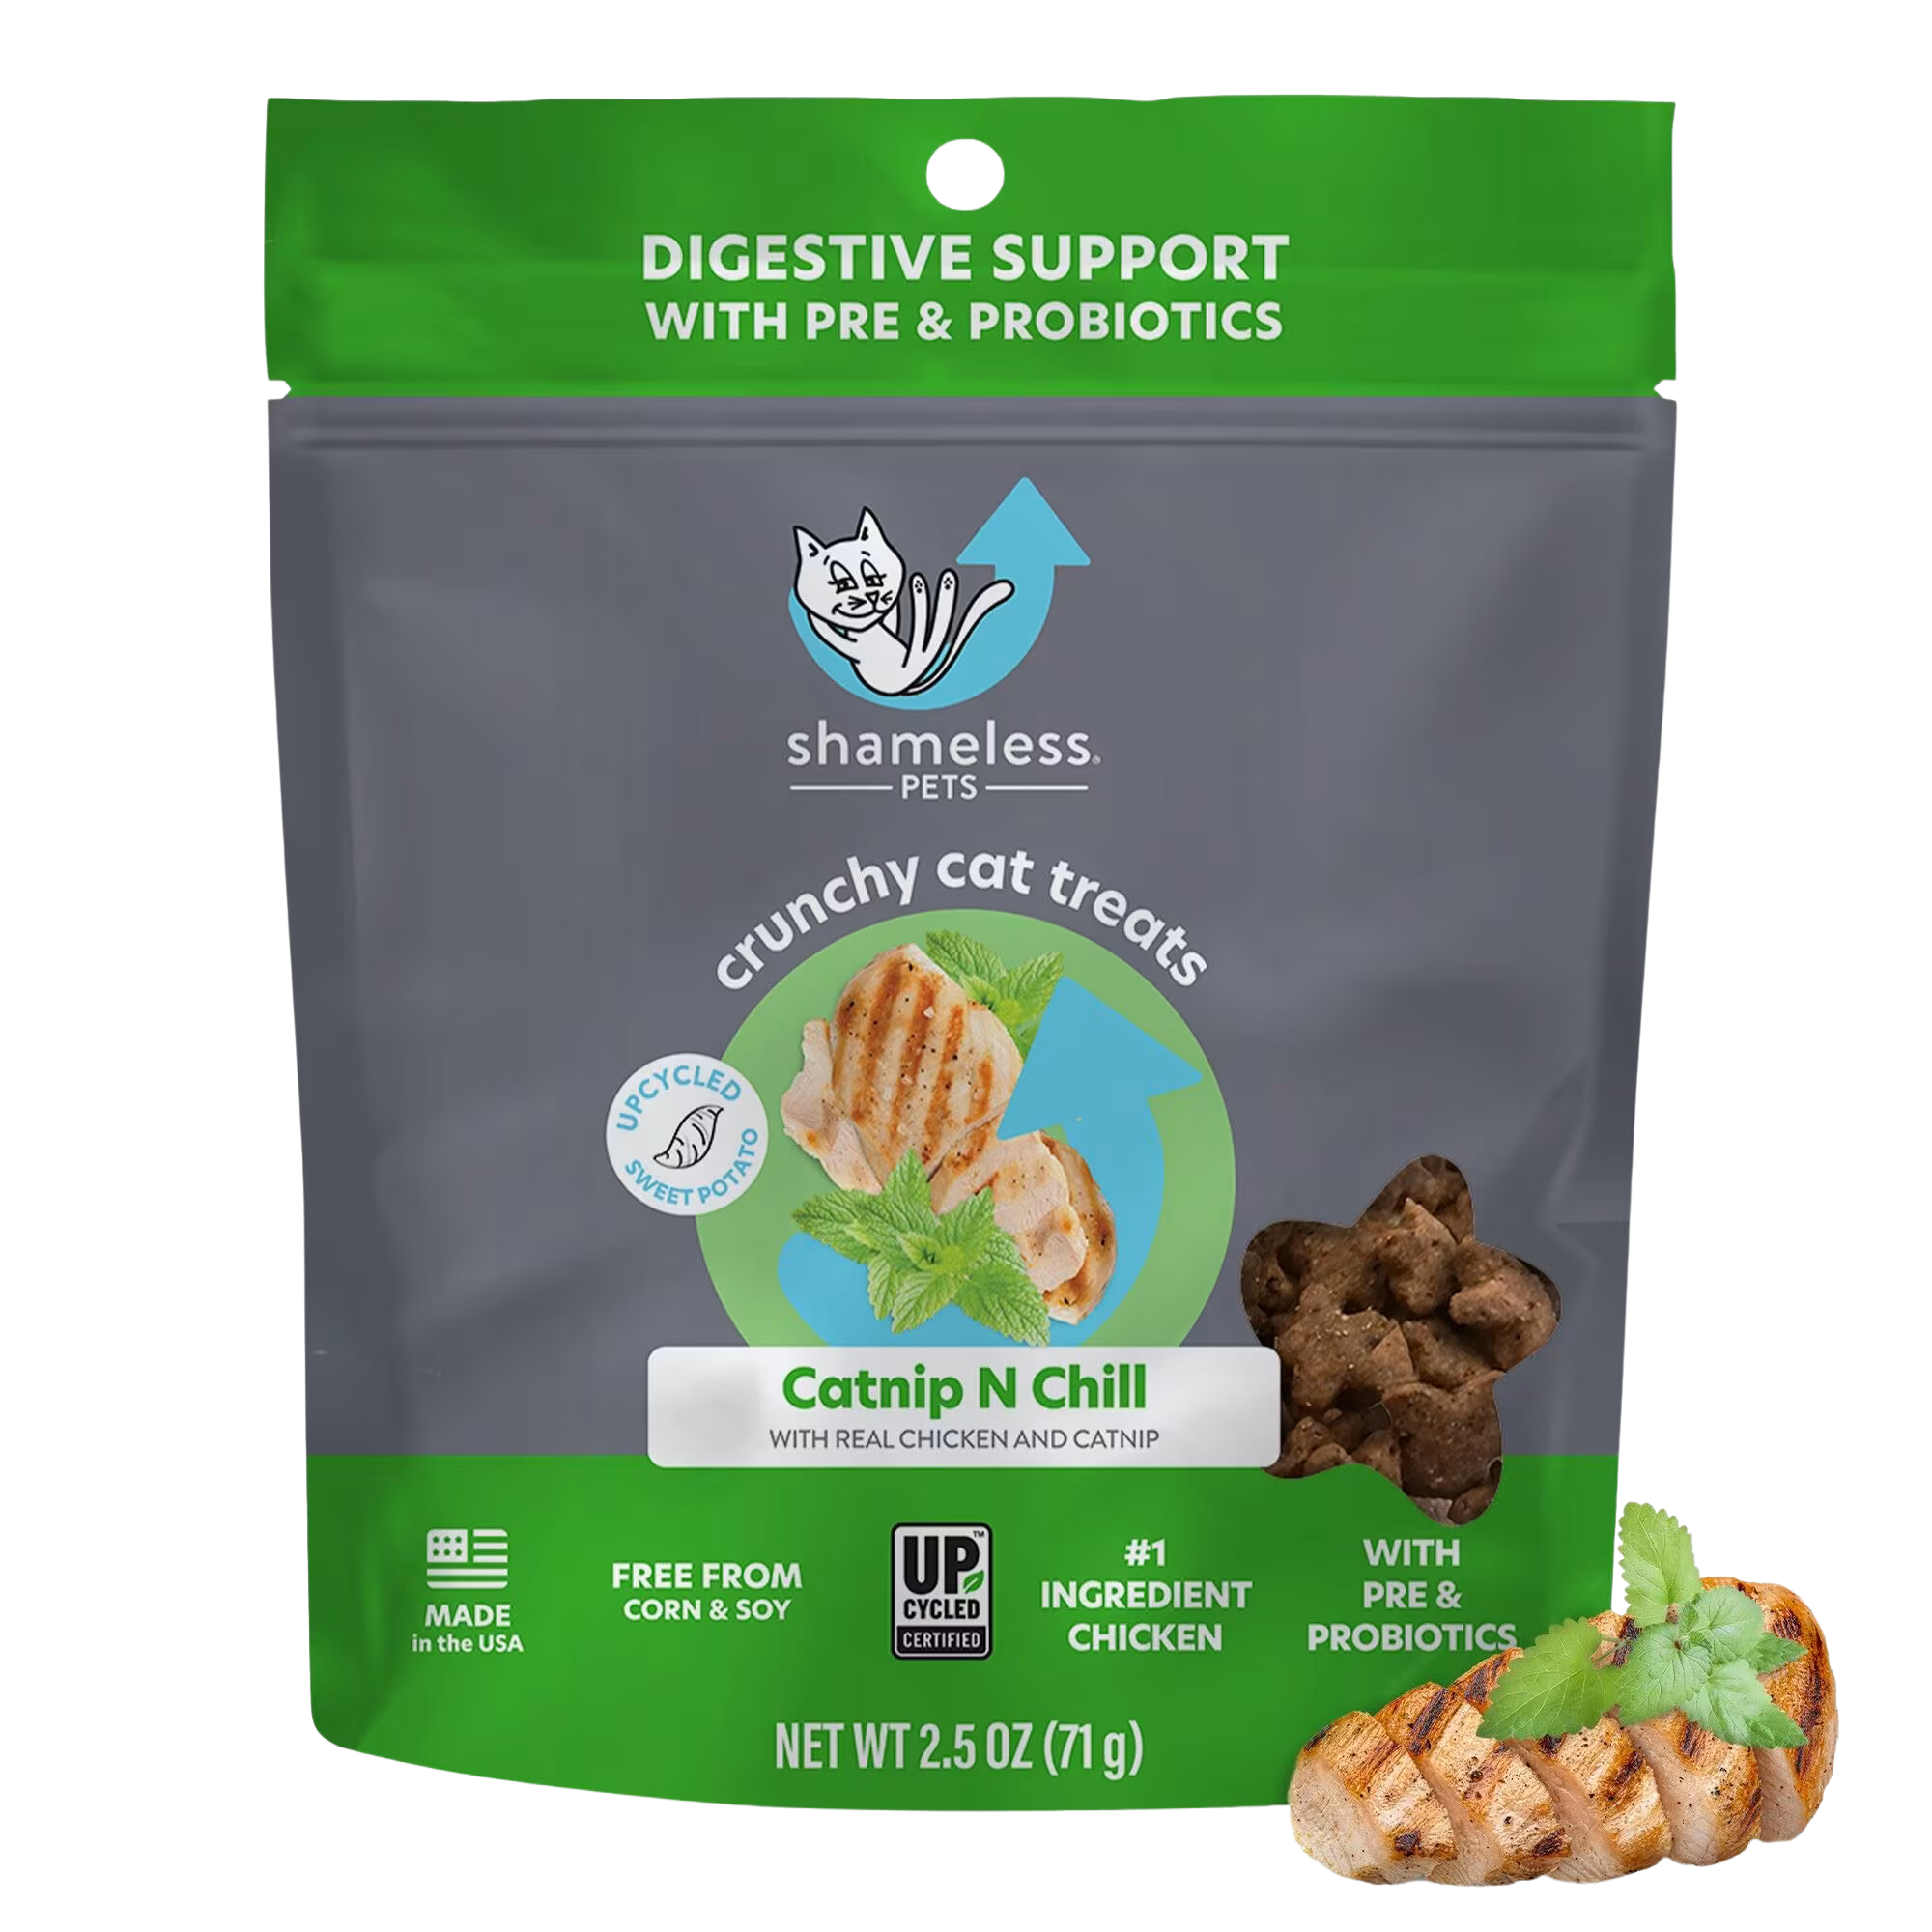 DIGESTIVE SUPPORT
WITH PRE & PROBIOTICS
shameless®
PETS
crunchy cat treats
UPCYCLED
SWEET POTATO
Catnip N Chill
WITH REAL CHICKEN AND CATNIP
MADE
in the USA
FREE FROM
CORN & SOY
UP™
CYCLED
CERTIFIED
#1
INGREDIENT
CHICKEN
WITH
PRE &
PROBIOTICS
NET WT 2.5 OZ (71 g)